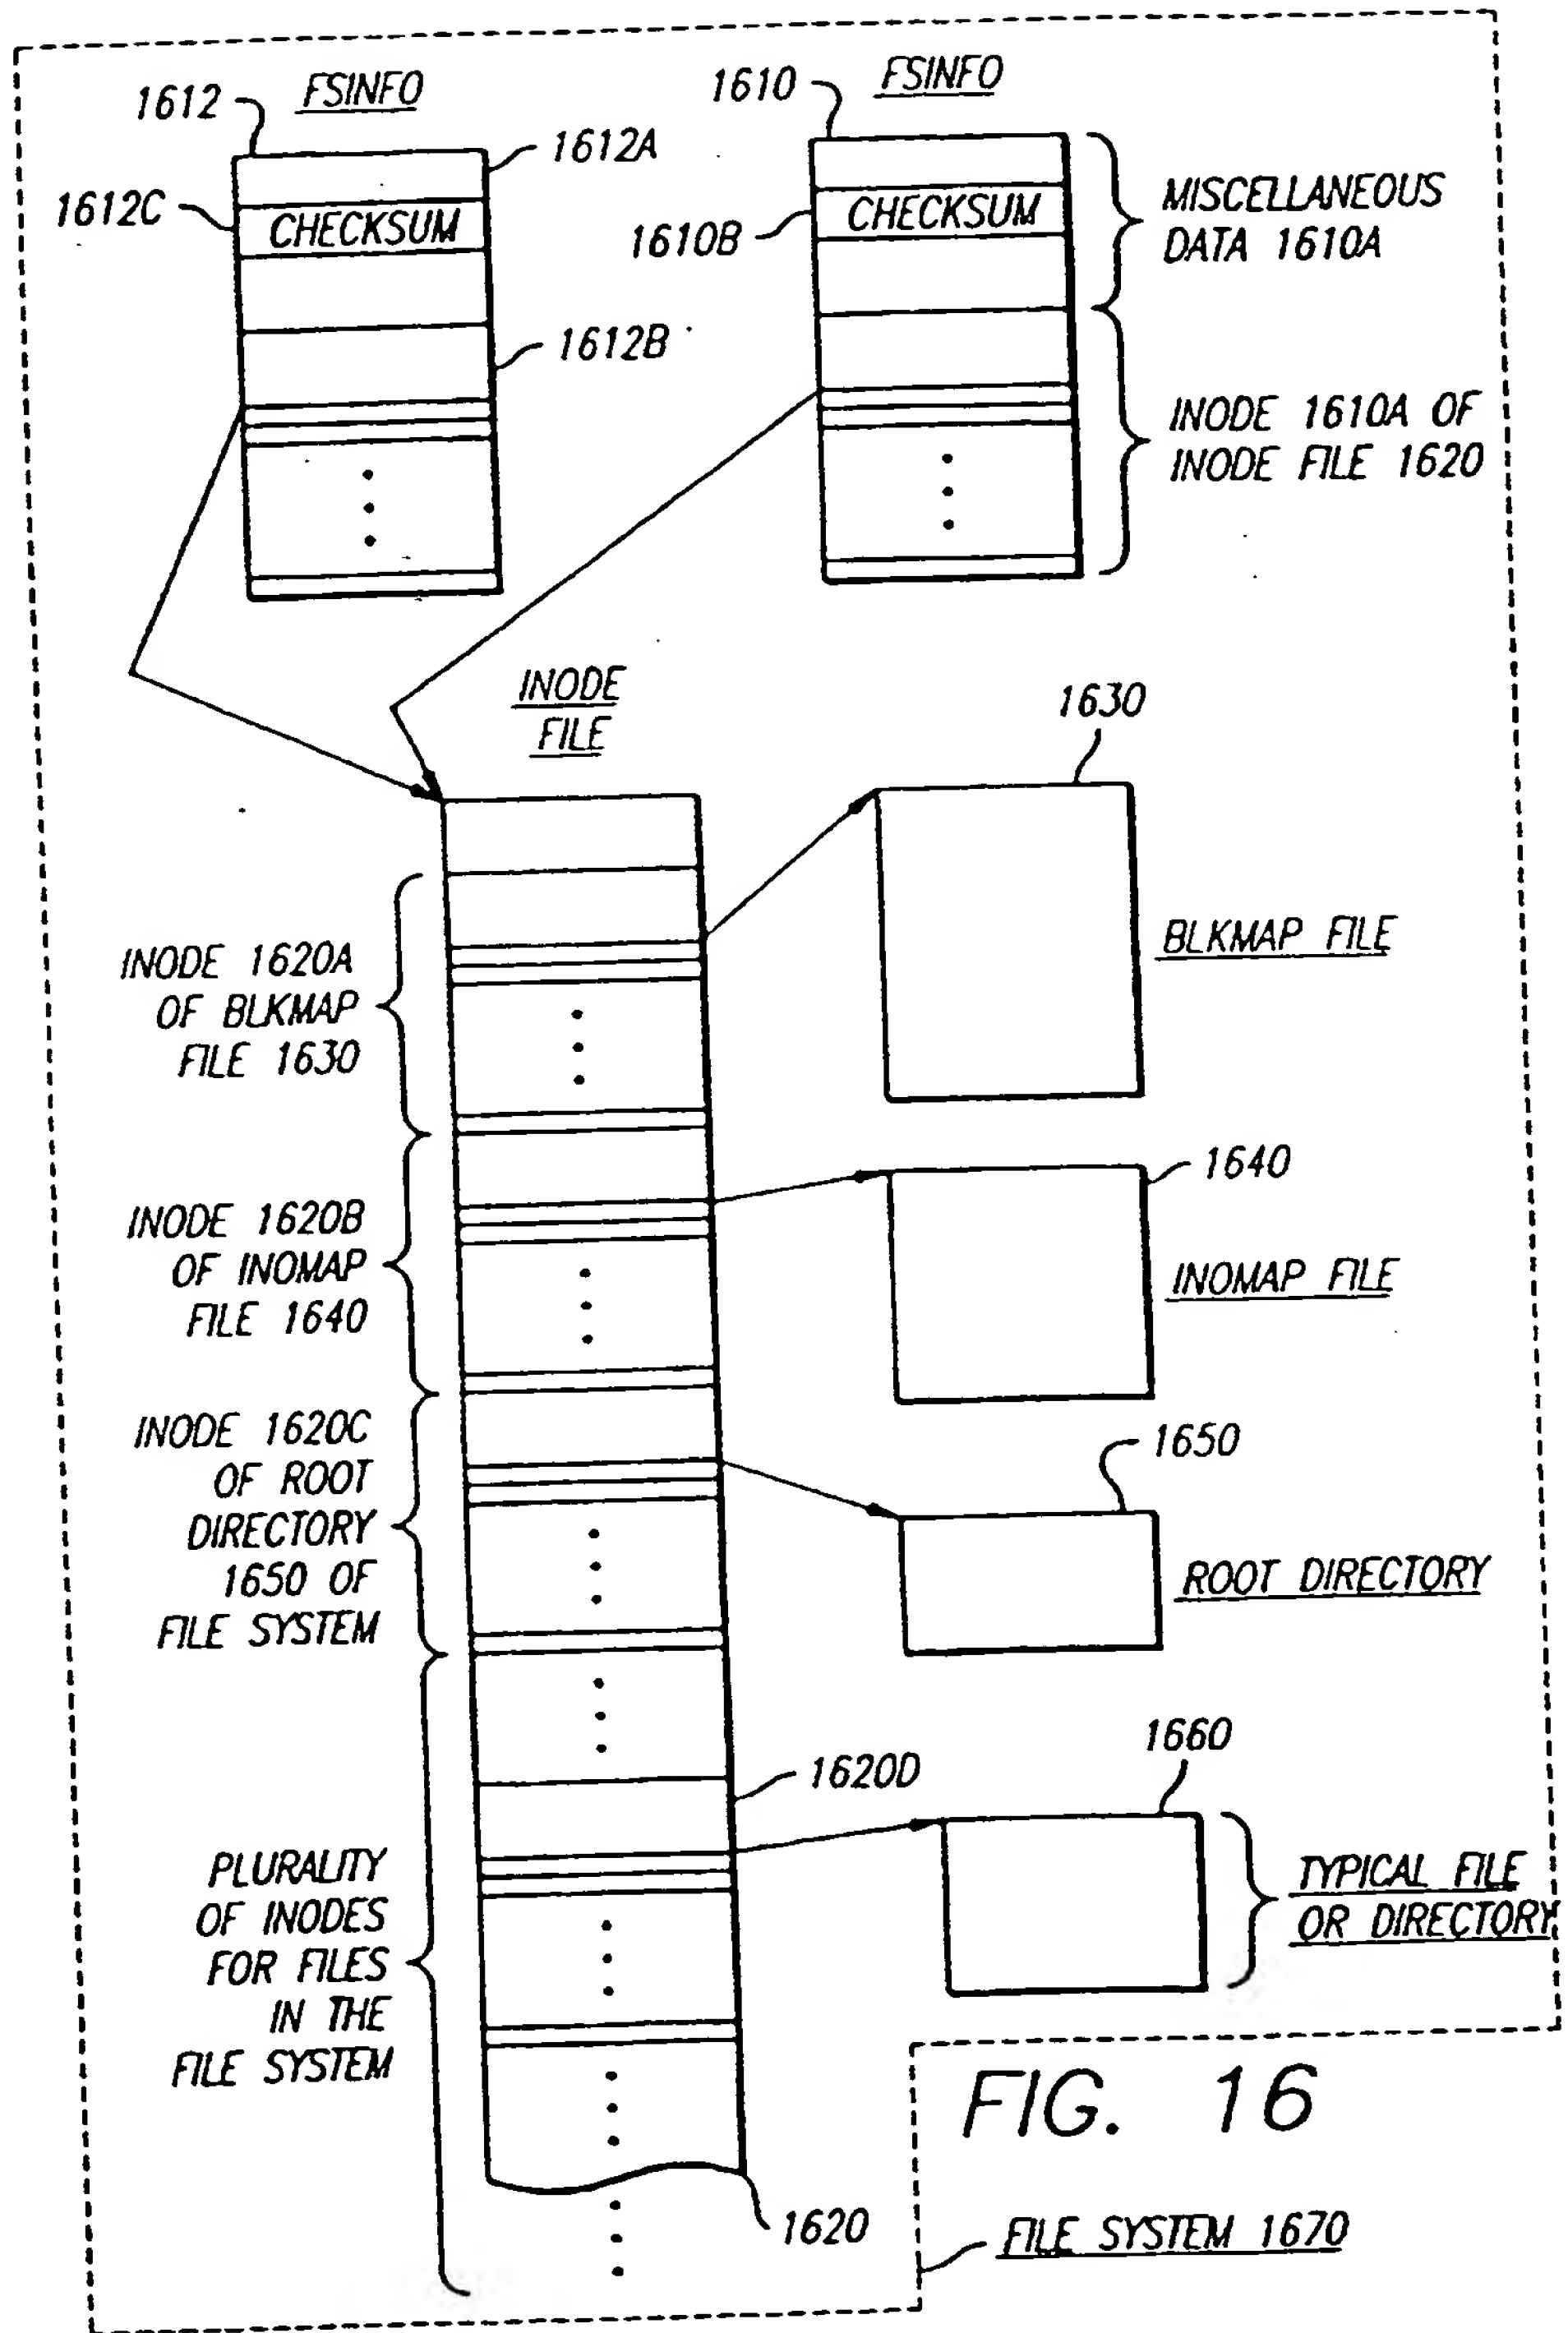 1612
FSINFO
1610
FSINFO
1612A
1612C
CHECKSUM
1610B
CHECKSUM
MISCELLANEOUS
DATA 1610A
1612B
INODE 1610A OF
INODE FILE 1620
INODE
FILE
1630
INODE 1620A
OF BLKMAP
FILE 1630
BLKMAP FILE
1640
INODE 1620B
OF INOMAP
FILE 1640
INOMAP FILE
INODE 1620C
OF ROOT
DIRECTORY
1650 OF
FILE SYSTEM
1650
ROOT DIRECTORY
1620D
1660
PLURALITY
OF INODES
FOR FILES
IN THE
FILE SYSTEM
TYPICAL FILE
OR DIRECTORY
1620
FIG. 16
FILE SYSTEM 1670